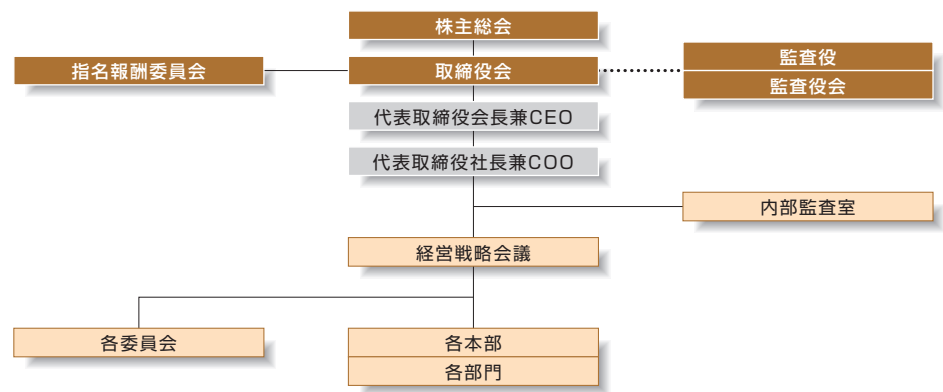 株主総会
指名報酬委員会
取締役会
監査役
監査役会
代表取締役会長兼CEO
代表取締役社長兼COO
内部監査室
経営戦略会議
各委員会
各本部
各部門